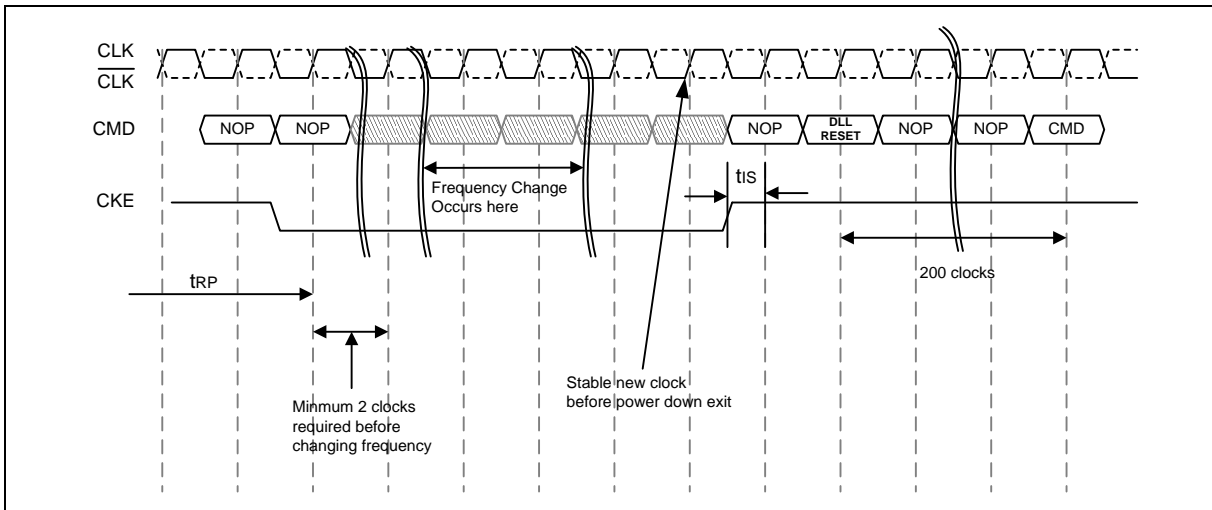 CLK
CLK
CMD
NOP
NOP
NOP
DLL
RESET
NOP
NOP
CMD
Frequency Change
Occurs here
tIS
CKE
200 clocks
tRP
Stable new clock
before power down exit
Minmum 2 clocks
required before
changing frequency